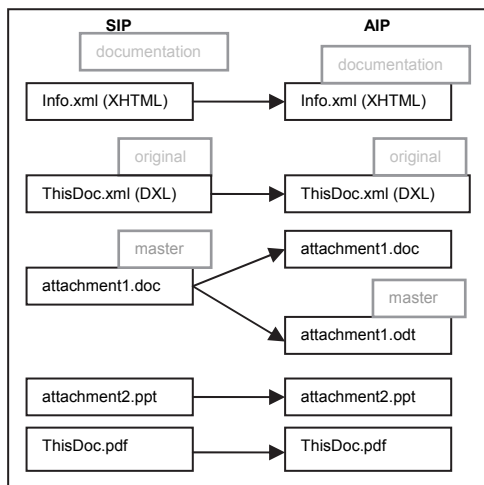 SIP
AIP
documentation
documentation
Info.xml (XHTML)
Info.xml (XHTML)
original
original
ThisDoc.xml (DXL)
ThisDoc.xml (DXL)
master
attachment1.doc
attachment1.doc
master
attachment1.odt
attachment2.ppt
attachment2.ppt
ThisDoc.pdf
ThisDoc.pdf